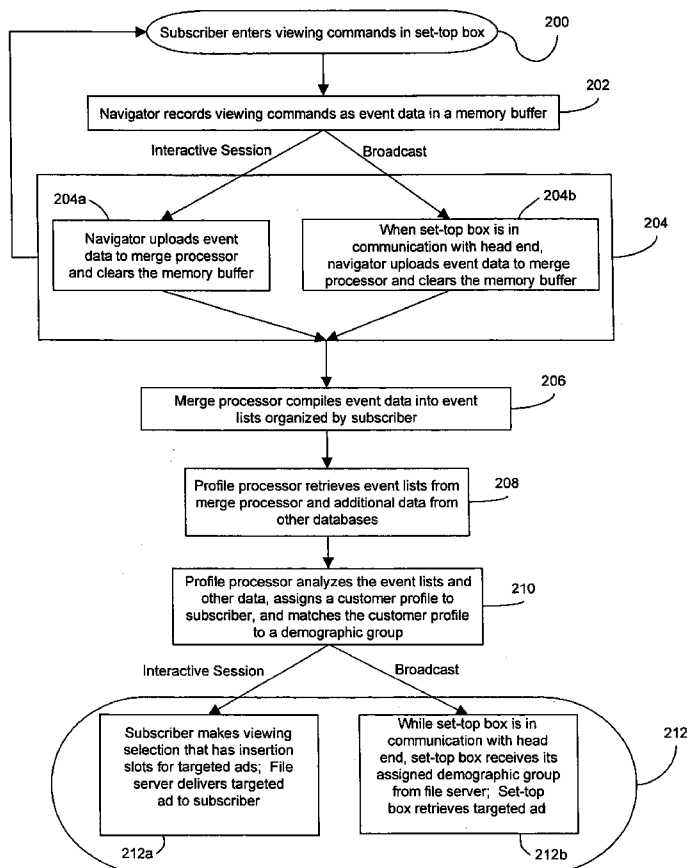 Subscriber enters viewing commands in set-top box
200
Navigator records viewing commands as event data in a memory buffer
202
Interactive Session
Broadcast
204a
Navigator uploads event
data to merge processor
and clears the memory buffer
204b
When set-top box is in
communication with head end,
navigator uploads event data to merge
processor and clears the memory buffer
204
Merge processor compiles event data into event
lists organized by subscriber
206
Profile processor retrieves event lists from
merge processor and additional data from
other databases
208
Profile processor analyzes the event lists and
other data, assigns a customer profile to
subscriber, and matches the customer profile
to a demographic group
210
Interactive Session
Broadcast
Subscriber makes viewing
selection that has insertion
slots for targeted ads; File
server delivers targeted
ad to subscriber
212a
While set-top box is in
communication with head
end, set-top box receives its
assigned demographic group
from file server; Set-top
box retrieves targeted ad
212b
212